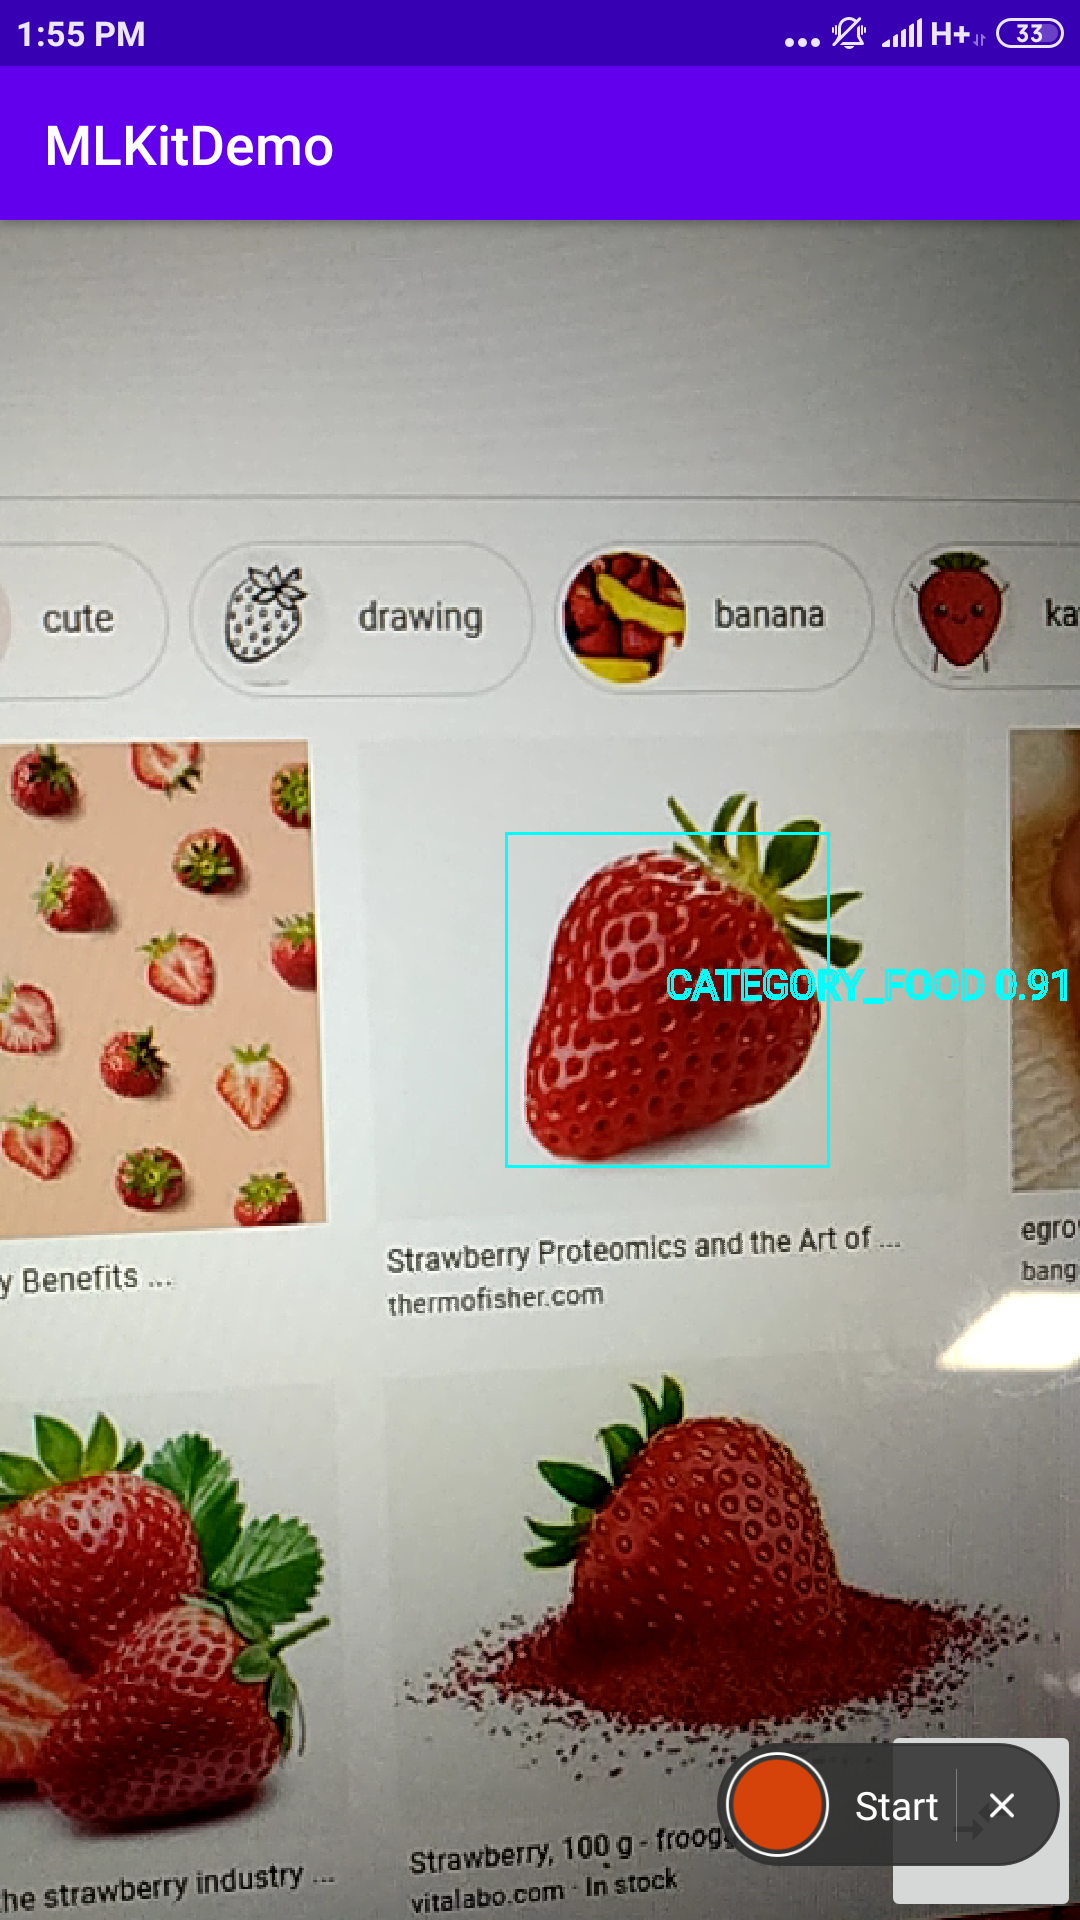 1:55 PM
H+
33
MLKitDemo
cute
drawing
banana
ka
CATEGORY_FOOD 0.91
y Benefits ...
Strawberry Proteomics and the Art of ...
thermofisher.com
egro
bang
Start
he strawberry industry ...
Strawberry, 100 g - froog
vitalabo.com · In stock